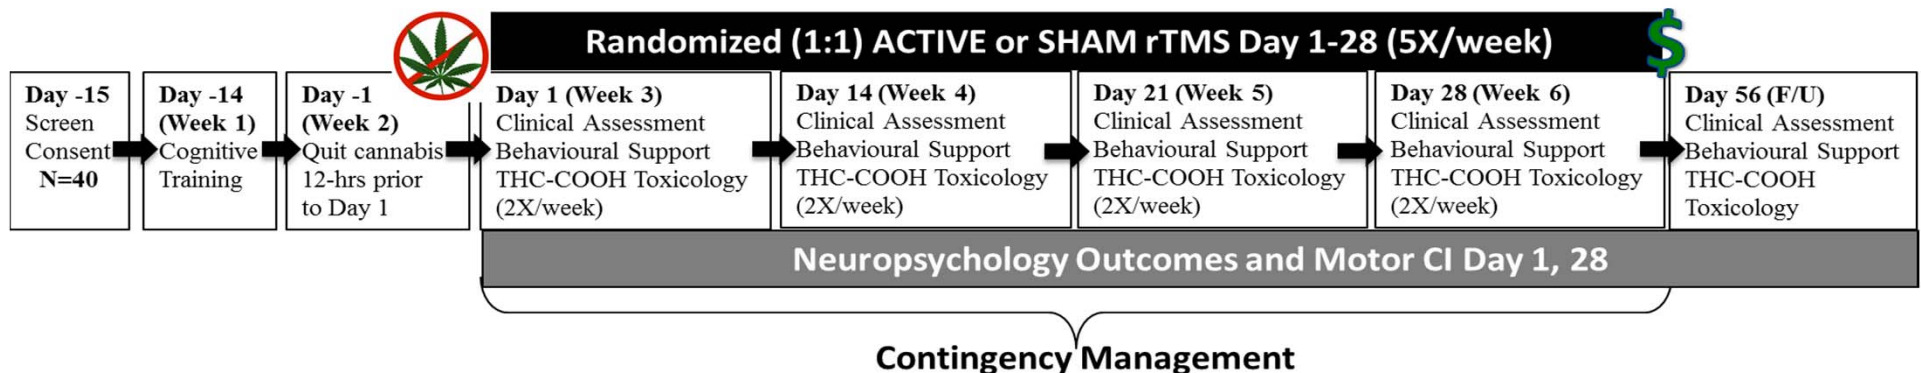 Randomized (1:1) ACTIVE or SHAM rTMS Day 1-28 (5X/week)
$
Day -15
Screen
Consent
N=40
Day -14
(Week 1)
Cognitive
Training
Day -1
(Week 2)
Quit cannabis
12-hrs prior
to Day 1
Day 1 (Week 3)
Clinical Assessment
Behavioural Support
THC-COOH Toxicology
(2X/week)
Day 14 (Week 4)
Clinical Assessment
Behavioural Support
THC-COOH Toxicology
(2X/week)
Day 21 (Week 5)
Clinical Assessment
Behavioural Support
THC-COOH Toxicology
(2X/week)
Day 28 (Week 6)
Clinical Assessment
Behavioural Support
THC-COOH Toxicology
(2X/week)
Day 56 (F/U)
Clinical Assessment
Behavioural Support
THC-COOH
Toxicology
Neuropsychology Outcomes and Motor CI Day 1, 28
Contingency Management